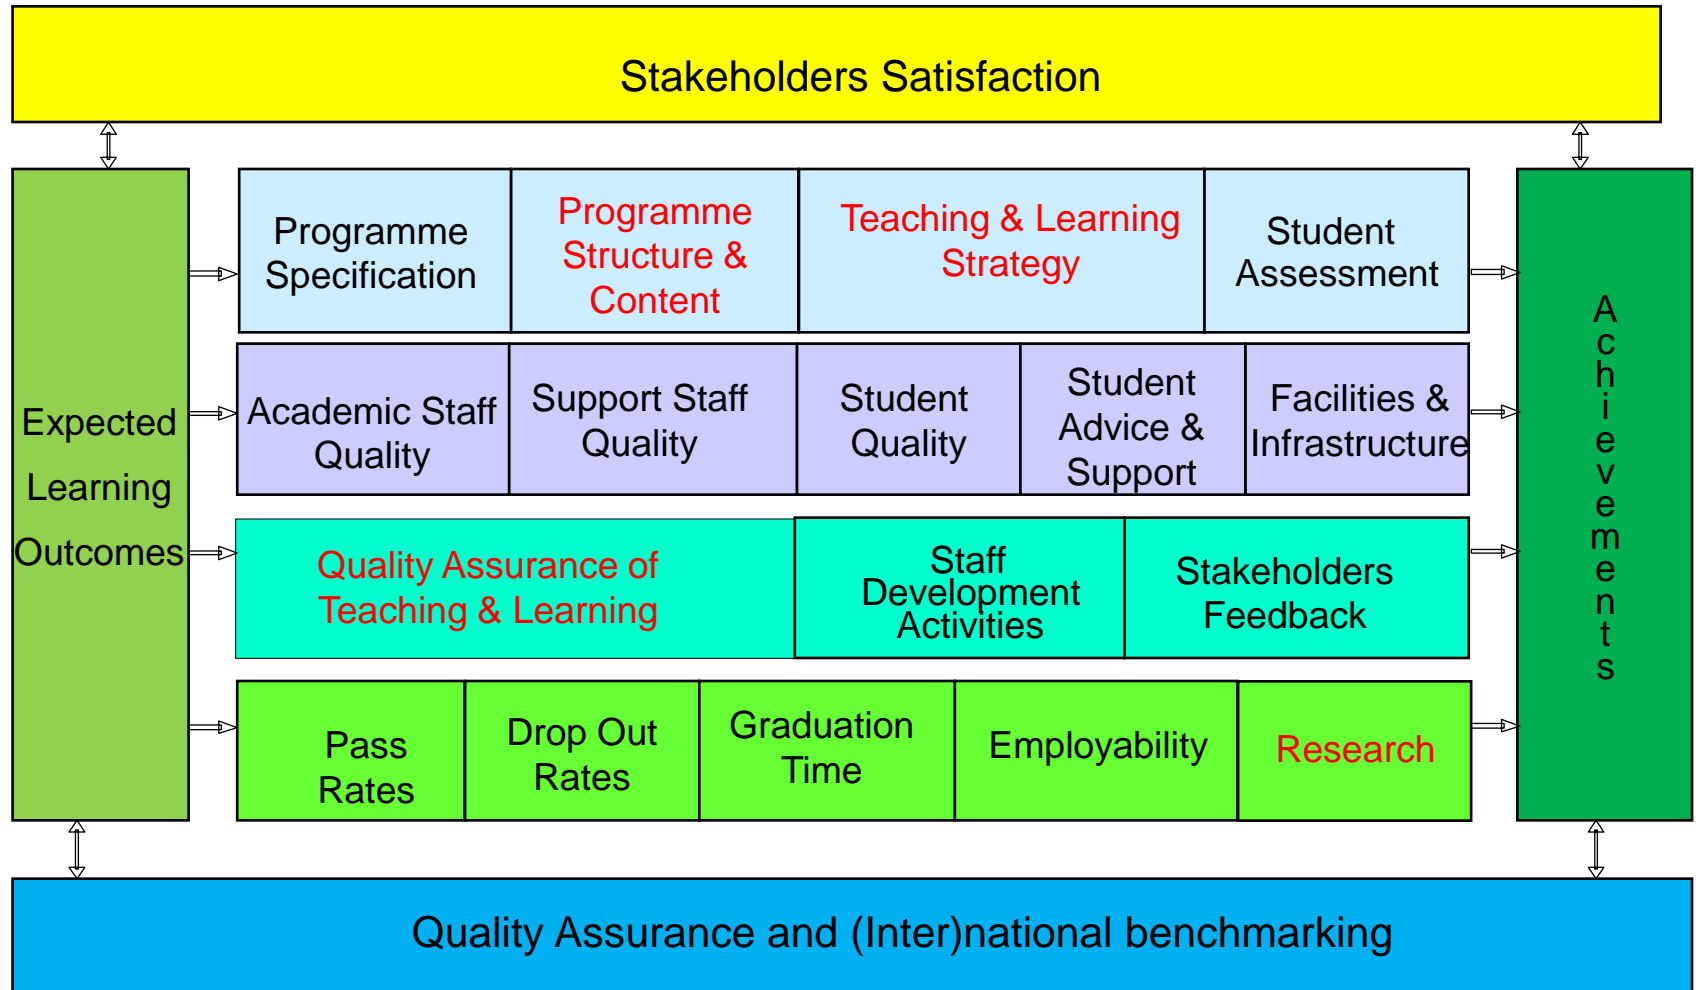 Stakeholders Satisfaction
Programme
Specification
Programme
Structure &
Content
Teaching & Learning
Strategy
Student
Assessment
Expected
Learning
Outcomes
Academic Staff
Quality
Support Staff
Quality
Student
Quality
Student
Advice &
Support
Facilities &
Infrastructure
Achievements
Quality Assurance of
Teaching & Learning
Staff
Development
Activities
Stakeholders
Feedback
Pass
Rates
Drop Out
Rates
Graduation
Time
Employability
Research
Quality Assurance and (Inter)national benchmarking